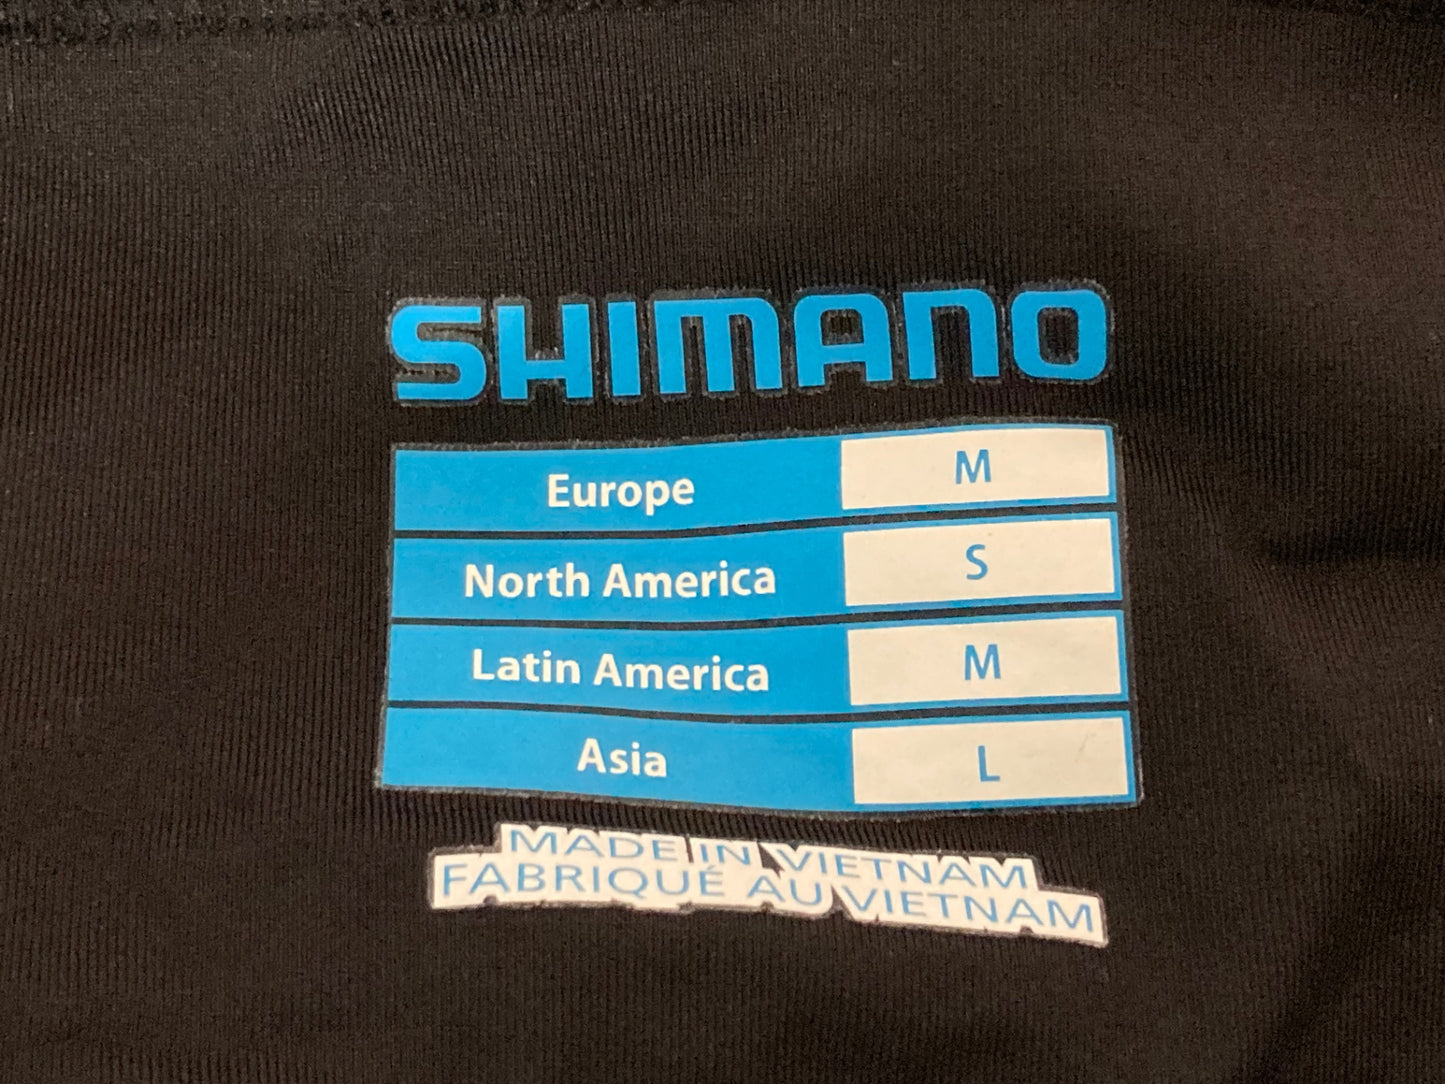 SHIMANO
Europe M
North America S
Latin America M
Asia L
MADE IN VIETNAM
FABRIQUÉ AU VIETNAM